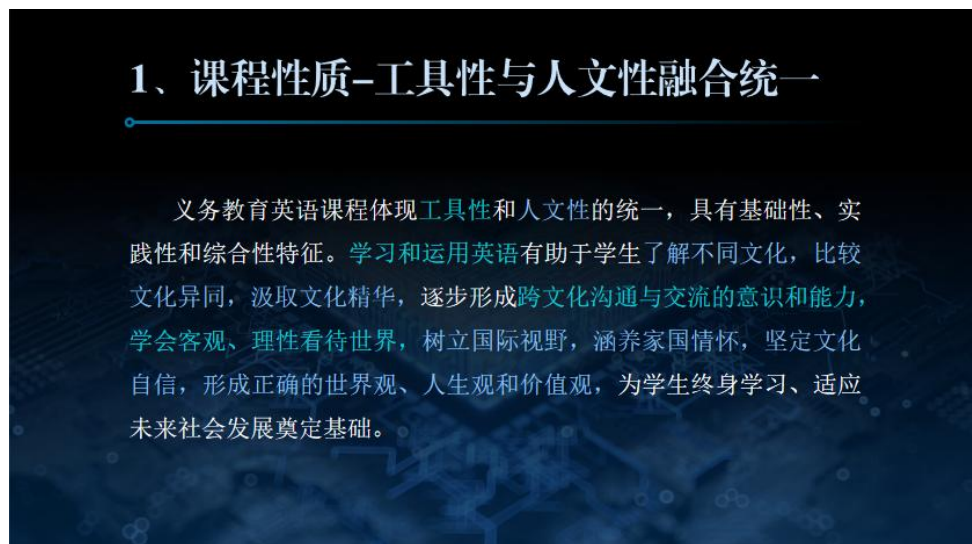 1、课程性质–工具性与人文性融合统一
义务教育英语课程体现工具性和人文性的统一，具有基础性、实
践性和综合性特征。学习和运用英语有助于学生了解不同文化，比较
文化异同，汲取文化精华，逐步形成跨文化沟通与交流的意识和能力，
学会客观、理性看待世界，树立国际视野，涵养家国情怀，坚定文化
自信，形成正确的世界观、人生观和价值观，为学生终身学习、适应
未来社会发展奠定基础。